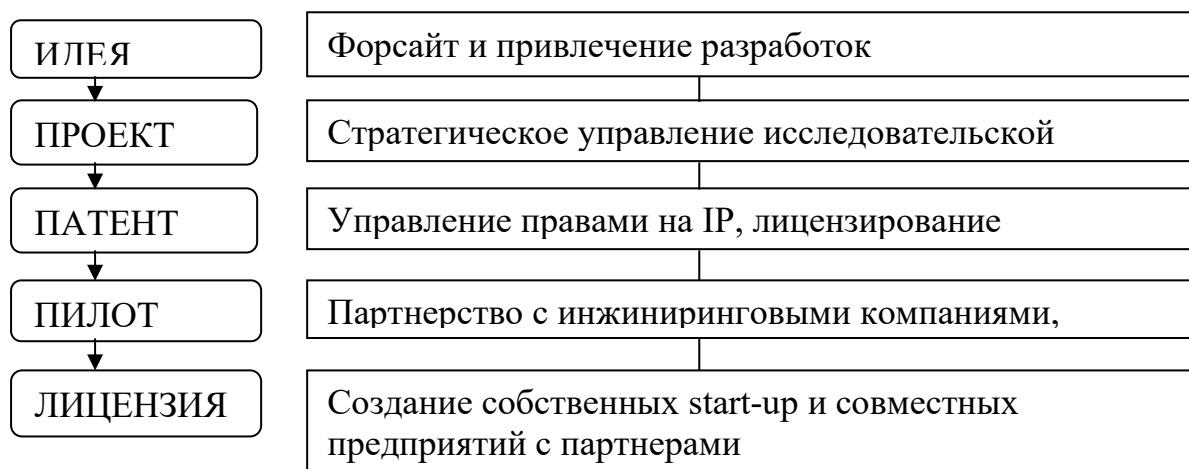 ИДЕЯ
Форсайт и привлечение разработок
ПРОЕКТ
Стратегическое управление исследовательской
ПАТЕНТ
Управление правами на IP, лицензирование
ПИЛОТ
Партнерство с инжиниринговыми компаниями,
ЛИЦЕНЗИЯ
Создание собственных start-up и совместных
предприятий с партнерами